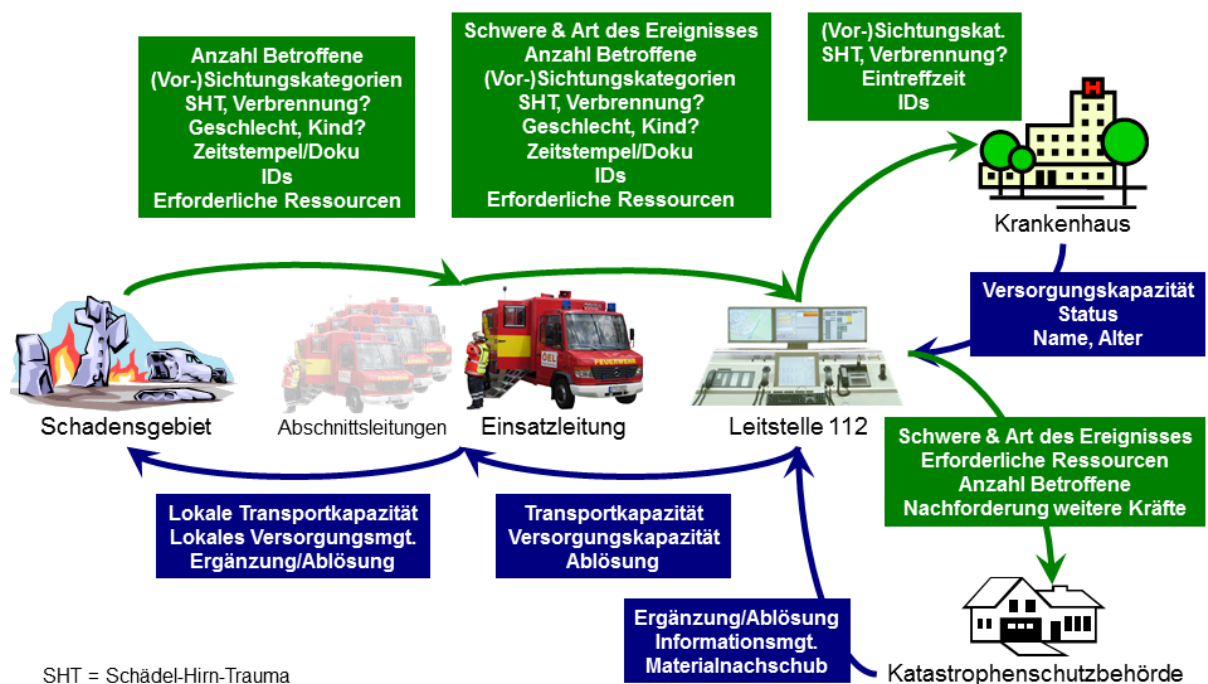 Anzahl Betroffene
(Vor-)Sichtungskategorien
SHT, Verbrennung?
Geschlecht, Kind?
Zeitstempel/Doku
IDs
Erforderliche Ressourcen
Schwere & Art des Ereignisses
Anzahl Betroffene
(Vor-)Sichtungskategorien
SHT, Verbrennung?
Geschlecht, Kind?
Zeitstempel/Doku
IDs
Erforderliche Ressourcen
(Vor-)Sichtungskat.
SHT, Verbrennung?
Eintreffzeit
IDs
H
Krankenhaus
Versorgungskapazität
Status
Name, Alter
ÖEL
FEUERWEHR
Schadensgebiet
Abschnittsleitungen
Einsatzleitung
Leitstelle 112
Schwere & Art des Ereignisses
Erforderliche Ressourcen
Anzahl Betroffene
Nachforderung weitere Kräfte
Lokale Transportkapazität
Lokales Versorgungsmgt.
Ergänzung/Ablösung
Transportkapazität
Versorgungskapazität
Ablösung
Ergänzung/Ablösung
Informationsmgt.
Materialnachschub
Katastrophenschutzbehörde
SHT = Schädel-Hirn-Trauma